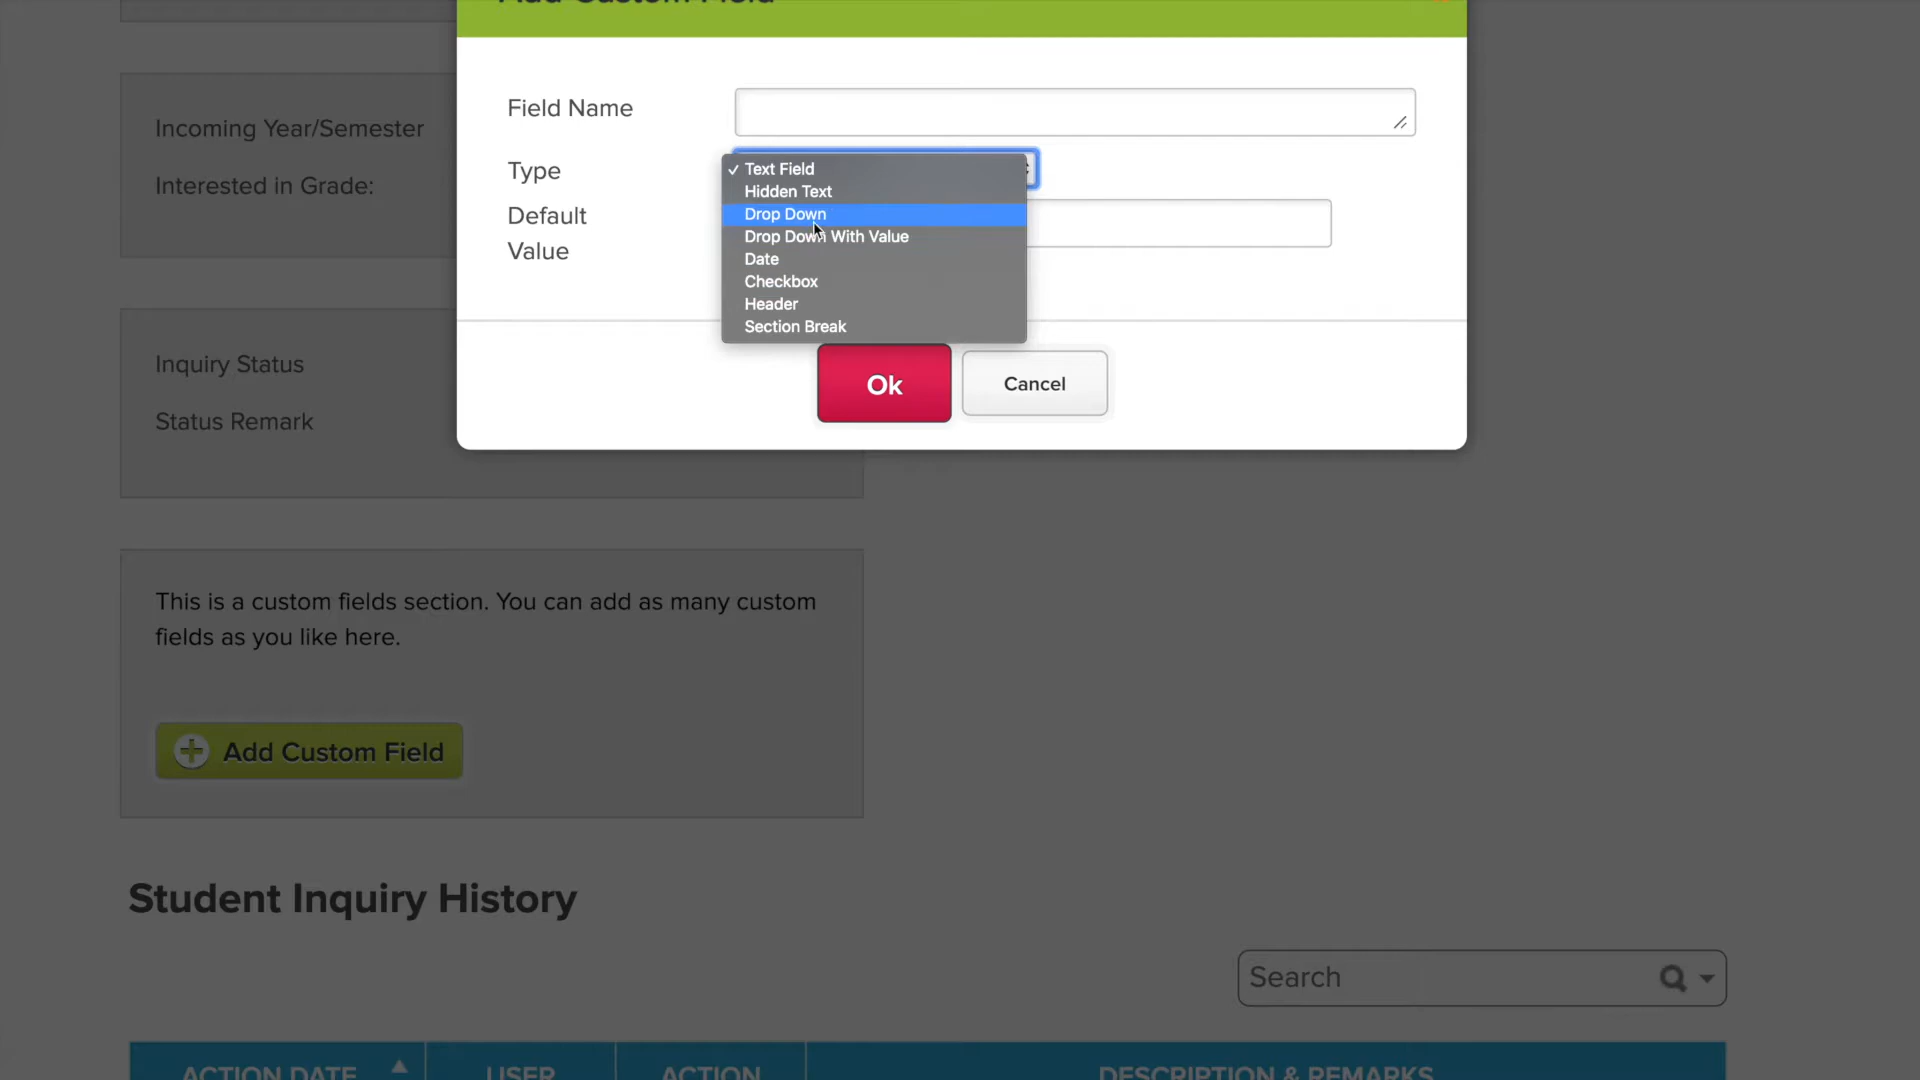 Add Custom Field
Field Name
Type
✓ Text Field
Hidden Text
Drop Down
Drop Down With Value
Date
Checkbox
Header
Section Break
Default
Value
Ok
Cancel
Incoming Year/Semester
Interested in Grade:
Inquiry Status
Status Remark
This is a custom fields section. You can add as many custom
fields as you like here.
Add Custom Field
Student Inquiry History
Search
ACTION DATE
USER
ACTION
DESCRIPTION & REMARKS